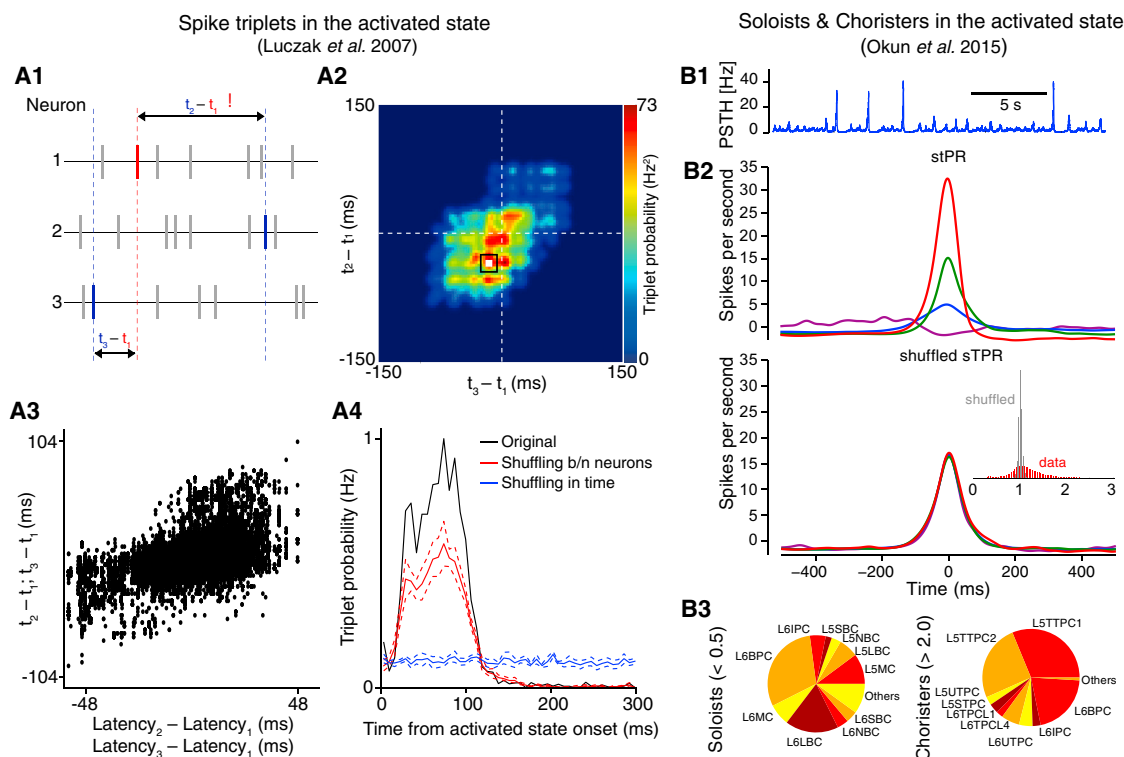 Spike triplets in the activated state
(Luczak et al. 2007)
Soloists & Choristers in the activated state
(Okun et al. 2015)
A1
Neuron
t2 – t1 !
1
2
3
t3 – t1
A2
150
t2 – t1 (ms)
-150
-150
t3 – t1 (ms)
150
73
Triplet probability (Hz²)
0
A3
104
t2 – t1; t3 – t1 (ms)
-104
-48
48
Latency2 – Latency1 (ms)
Latency3 – Latency1 (ms)
A4
1
Triplet probability (Hz)
0
Original
Shuffling b/n neurons
Shuffling in time
0
100
200
300
Time from activated state onset (ms)
B1
PSTH [Hz]
40
20
0
5 s
B2
stPR
Spikes per second
35
30
25
20
15
5
0
shuffled sTPR
Spikes per second
35
30
25
20
15
5
0
shuffled
data
0
1
2
3
−400
−200
0
200
400
Time (ms)
B3
Soloists (< 0.5)
L6IPC
L5SBC
L5NBC
L5LBC
L5MC
Others
L6SBC
L6NBC
L6LBC
L6MC
L6BPC
Choristers (> 2.0)
L5TTPC1
L5TTPC2
Others
L6BPC
L6IPC
L6UTPC
L6TPCL4
L6TPCL1
L5STPC
L5UTPC